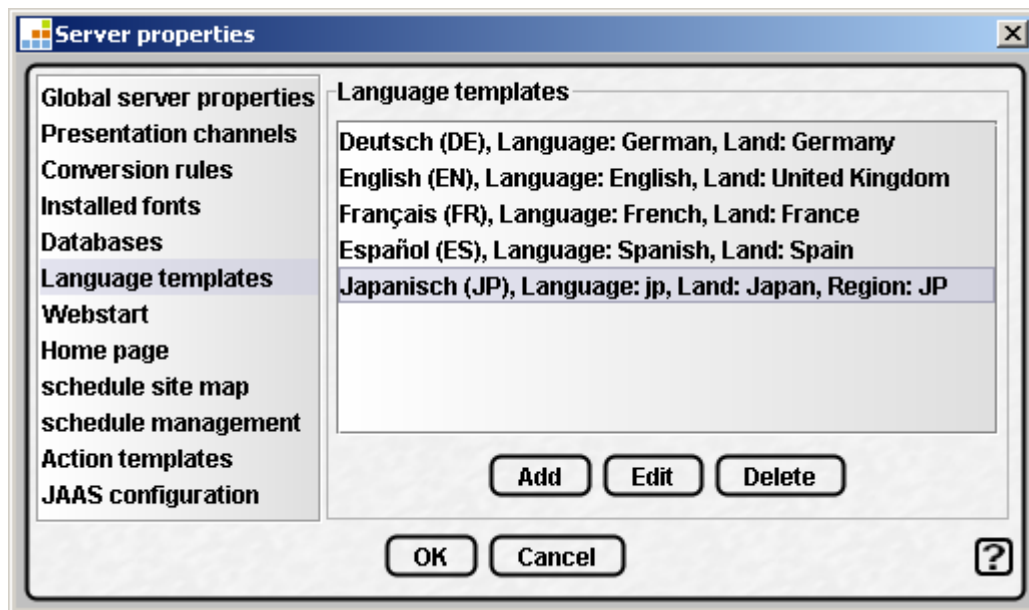 Server properties
Global server properties
Presentation channels
Conversion rules
Installed fonts
Databases
Language templates
Webstart
Home page
schedule site map
schedule management
Action templates
JAAS configuration
Language templates
Deutsch (DE), Language: German, Land: Germany
English (EN), Language: English, Land: United Kingdom
Français (FR), Language: French, Land: France
Español (ES), Language: Spanish, Land: Spain
Japanisch (JP), Language: jp, Land: Japan, Region: JP
Add Edit Delete
OK Cancel ?